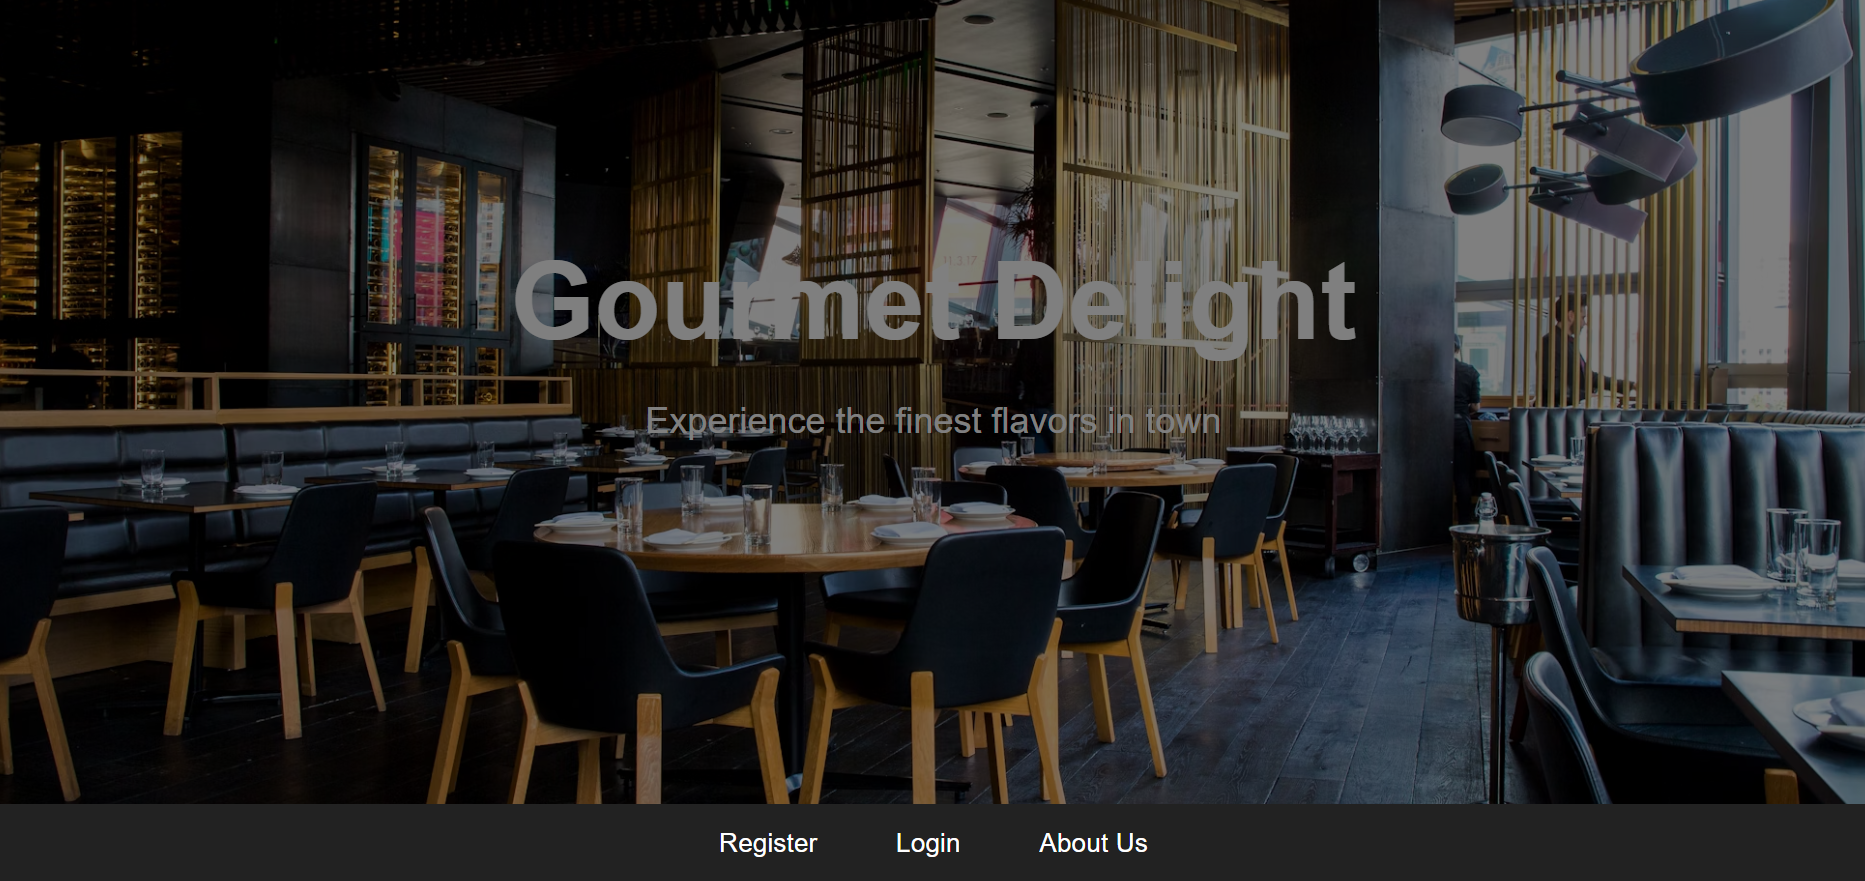 Gourmet Delight
Experience the finest flavors in town
Register
Login
About Us